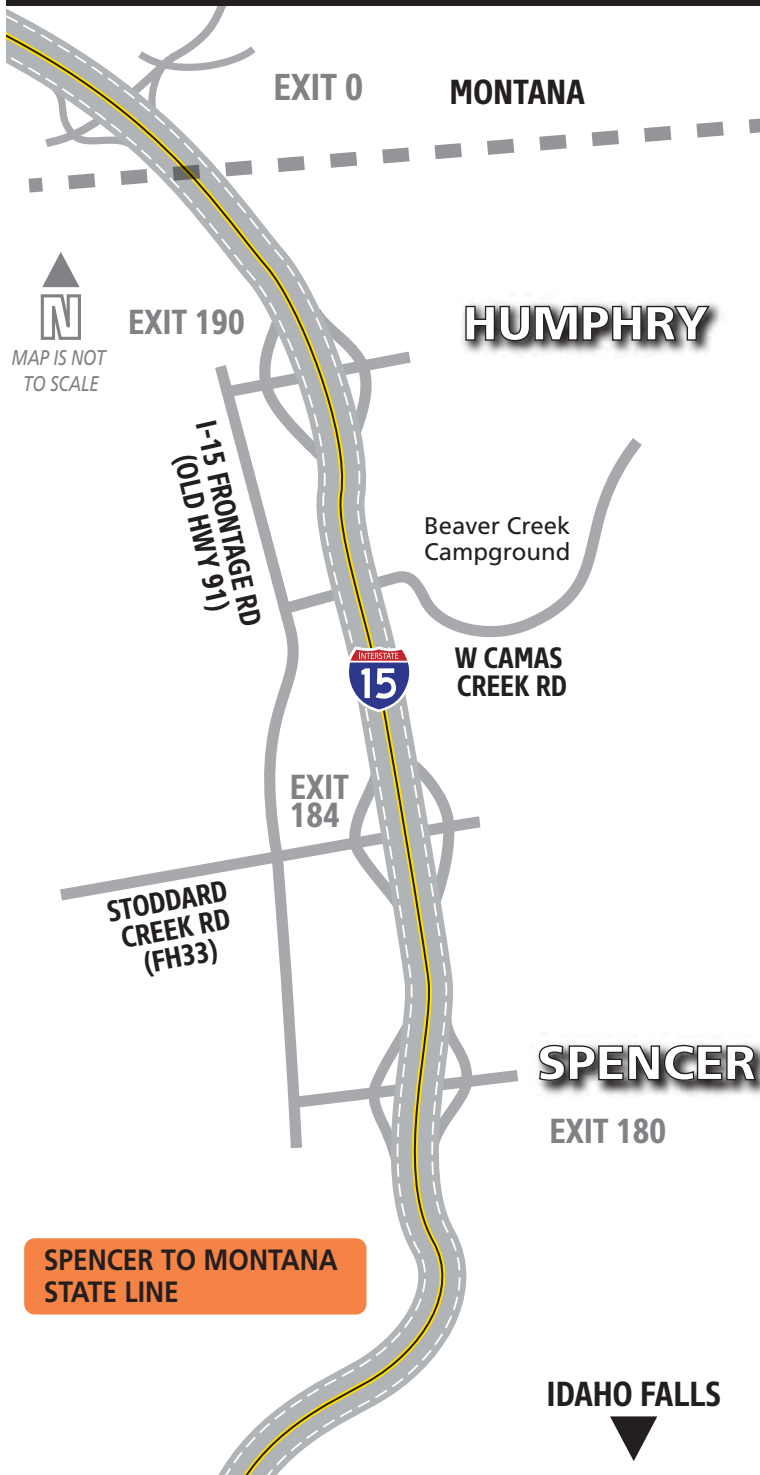 EXIT 0
MONTANA
N
MAP IS NOT
TO SCALE
EXIT 190
HUMPHRY
I-15 FRONTAGE RD
(OLD HWY 91)
Beaver Creek
Campground
W CAMAS
CREEK RD
INTERSTATE
15
EXIT
184
STODDARD
CREEK RD
(FH33)
SPENCER
EXIT 180
SPENCER TO MONTANA
STATE LINE
IDAHO FALLS